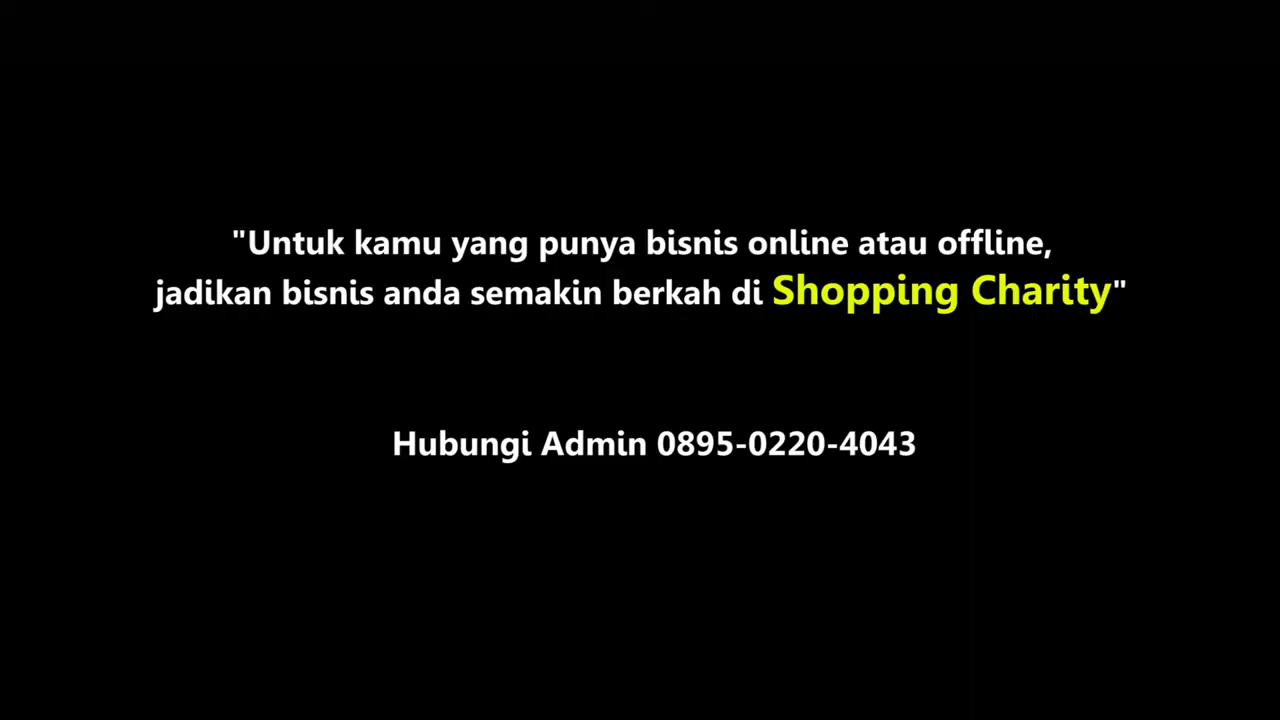 "Untuk kamu yang punya bisnis online atau offline,
jadikan bisnis anda semakin berkah di Shopping Charity"
Hubungi Admin 0895-0220-4043